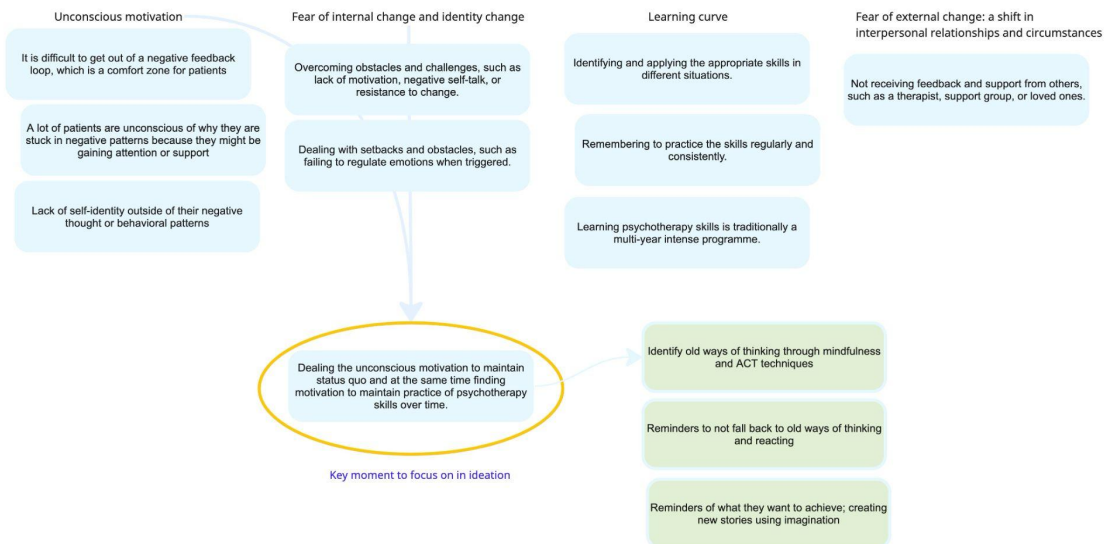 Unconscious motivation
It is difficult to get out of a negative feedback
loop, which is a comfort zone for patients
A lot of patients are unconscious of why they are
stuck in negative patterns because they might be
gaining attention or support
Lack of self-identity outside of their negative
thought or behavioral patterns
Fear of internal change and identity change
Overcoming obstacles and challenges, such as
lack of motivation, negative self-talk, or
resistance to change.
Dealing with setbacks and obstacles, such as
failing to regulate emotions when triggered.
Learning curve
Identifying and applying the appropriate skills in
different situations.
Remembering to practice the skills regularly and
consistently.
Learning psychotherapy skills is traditionally a
multi-year intense programme.
Fear of external change: a shift in
interpersonal relationships and circumstances
Not receiving feedback and support from others,
such as a therapist, support group, or loved ones.
Dealing the unconscious motivation to maintain
status quo and at the same time finding
motivation to maintain practice of psychotherapy
skills over time.
Key moment to focus on in ideation
Identify old ways of thinking through mindfulness
and ACT techniques
Reminders to not fall back to old ways of thinking
and reacting
Reminders of what they want to achieve; creating
new stories using imagination